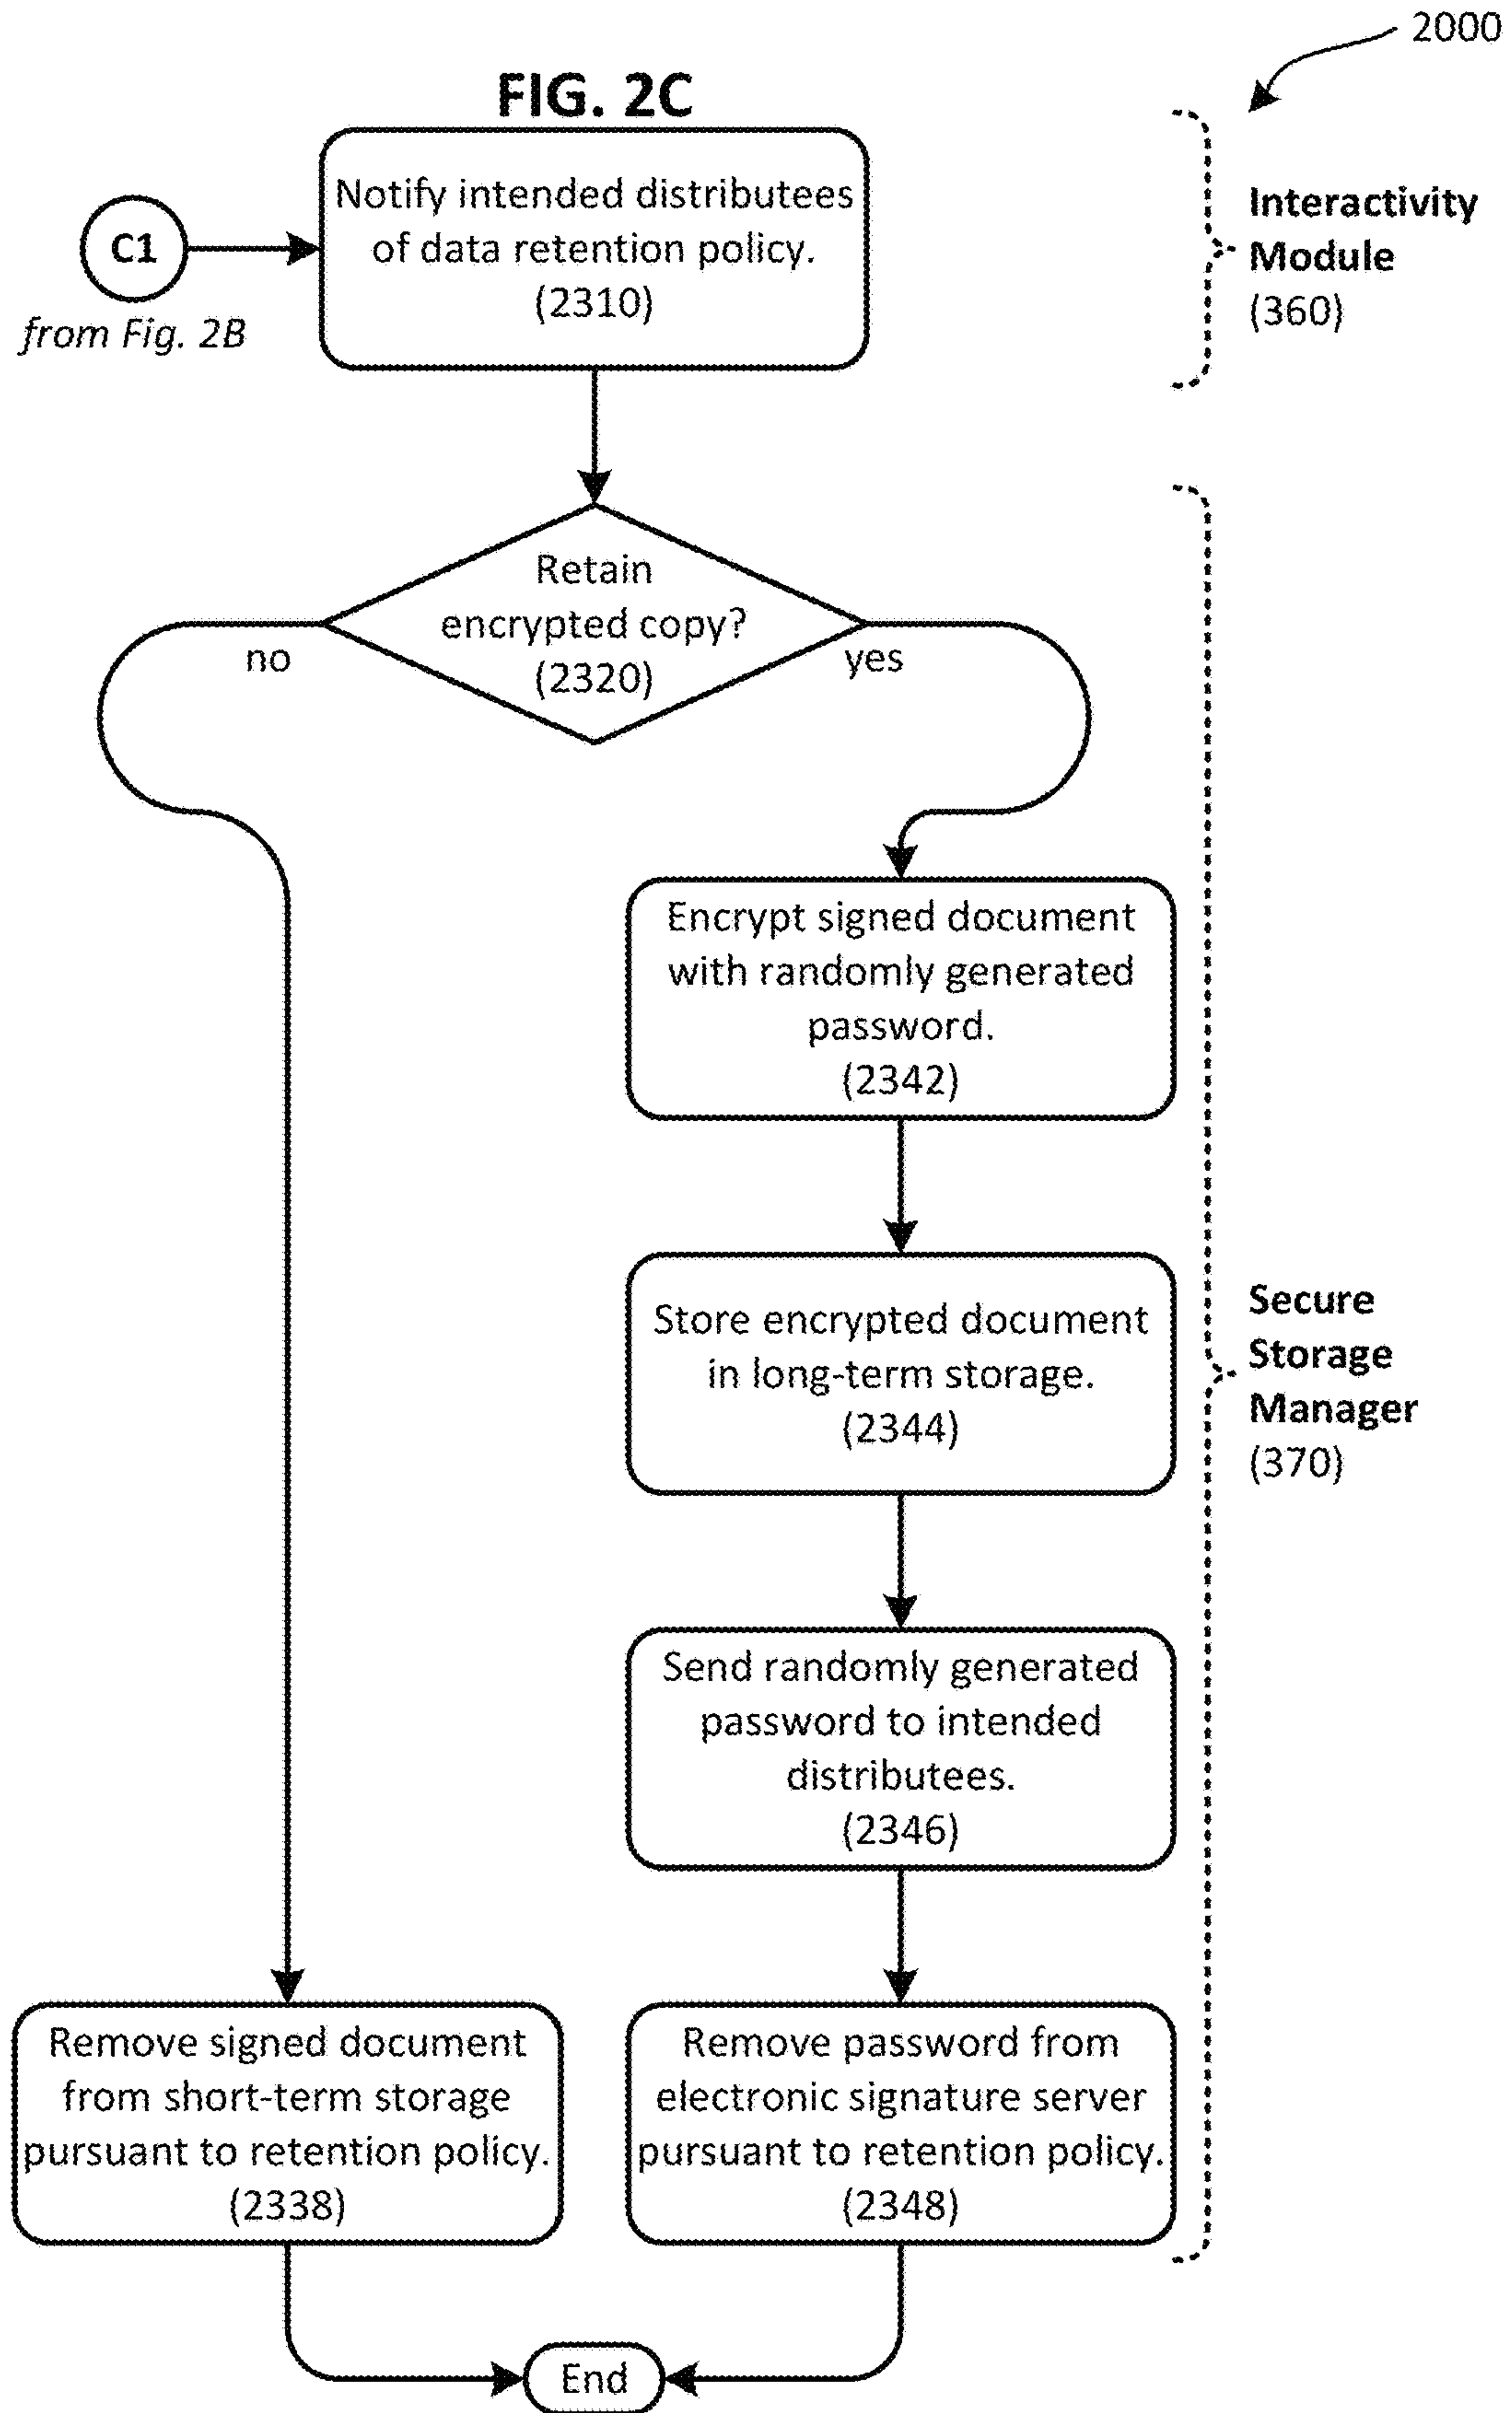 2000
FIG. 2C
Notify intended distributees
of data retention policy.
(2310)
C1
from Fig. 2B
Interactivity
Module
(360)
Retain
encrypted copy?
(2320)
no
yes
Encrypt signed document
with randomly generated
password.
(2342)
Store encrypted document
in long-term storage.
(2344)
Secure
Storage
Manager
(370)
Send randomly generated
password to intended
distributees.
(2346)
Remove signed document
from short-term storage
pursuant to retention policy.
(2338)
Remove password from
electronic signature server
pursuant to retention policy.
(2348)
End